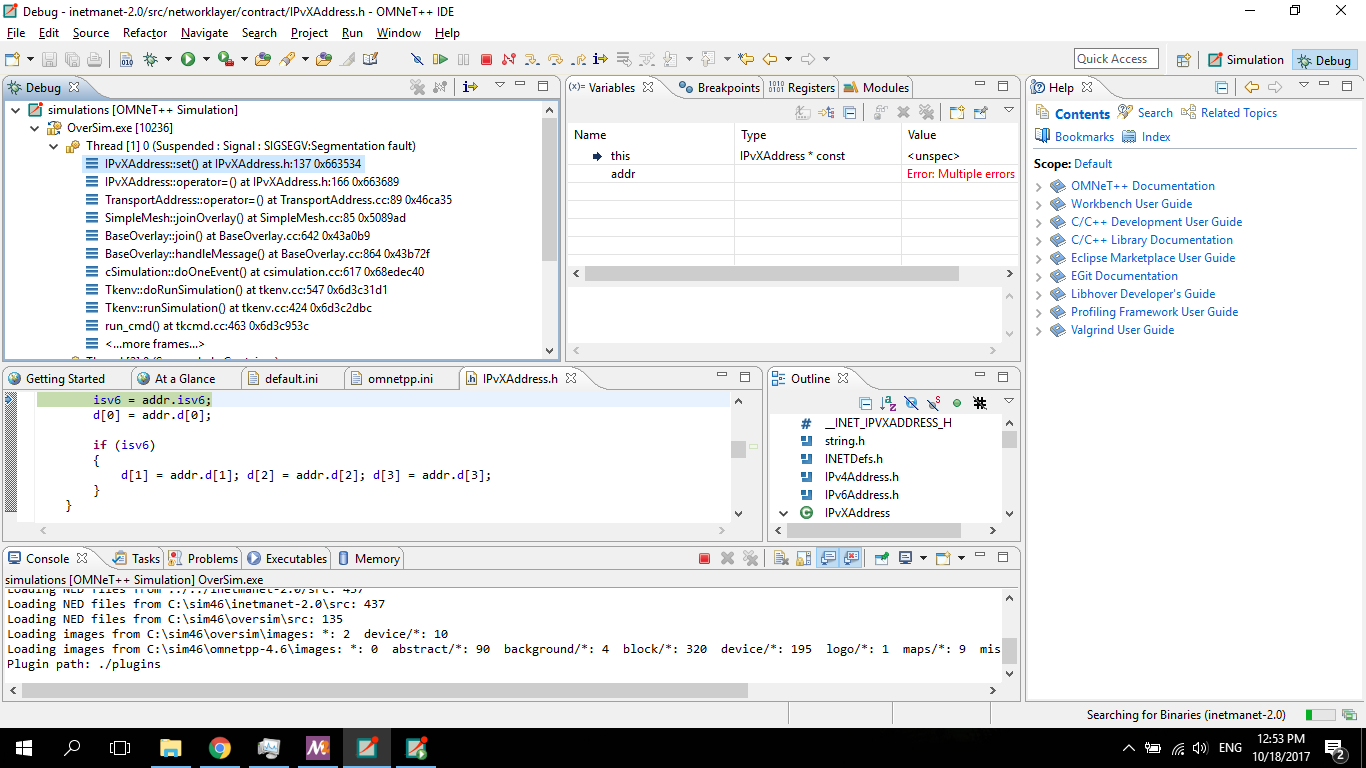 Debug - inetmanet-2.0/src/networklayer/contract/IPvXAddress.h - OMNeT++ IDE
File Edit Source Refactor Navigate Search Project Run Window Help
Quick Access Simulation Debug
Debug
simulations [OMNeT++ Simulation]
OverSim.exe [10236]
Thread [1] 0 (Suspended : Signal : SIGSEGV:Segmentation fault)
IPvXAddress::set() at IPvXAddress.h:137 0x663534
IPvXAddress::operator=() at IPvXAddress.h:166 0x663689
TransportAddress::operator=() at TransportAddress.cc:89 0x46ca35
SimpleMesh::joinOverlay() at SimpleMesh.cc:85 0x5089ad
BaseOverlay::join() at BaseOverlay.cc:642 0x43a0b9
BaseOverlay::handleMessage() at BaseOverlay.cc:864 0x43b72f
cSimulation::doOneEvent() at csimulation.cc:617 0x68edec40
Tkenv::doRunSimulation() at tkenv.cc:547 0x6d3c31d1
Tkenv::runSimulation() at tkenv.cc:424 0x6d3c2dbc
run_cmd() at tkcmd.cc:463 0x6d3c953c
<...more frames...>
(x)= Variables Breakpoints Registers Modules
Name Type Value
this IPvXAddress * const <unspec>
addr Error: Multiple errors
Help
Contents Search Related Topics
Bookmarks Index
Scope: Default
OMNeT++ Documentation
Workbench User Guide
C/C++ Development User Guide
C/C++ Library Documentation
Eclipse Marketplace User Guide
EGit Documentation
Libhover Developer's Guide
Profiling Framework User Guide
Valgrind User Guide
Getting Started At a Glance default.ini omnetpp.ini IPvXAddress.h
isv6 = addr.isv6;
d[0] = addr.d[0];
if (isv6)
{
d[1] = addr.d[1]; d[2] = addr.d[2]; d[3] = addr.d[3];
}
}
Outline
__INET_IPVXADDRESS_H
string.h
INETDefs.h
IPv4Address.h
IPv6Address.h
IPvXAddress
Console Tasks Problems Executables Memory
simulations [OMNeT++ Simulation] OverSim.exe
Loading NED files from ../../inetmanet-2.0/src: 437
Loading NED files from C:\sim46\inetmanet-2.0\src: 437
Loading NED files from C:\sim46\oversim\src: 135
Loading images from C:\sim46\oversim\images: *: 2 device/*: 10
Loading images from C:\sim46\omnetpp-4.6\images: *: 0 abstract/*: 90 background/*: 4 block/*: 320 device/*: 195 logo/*: 1 maps/*: 9 mis
Plugin path: ./plugins
Searching for Binaries (inetmanet-2.0)
ENG
12:53 PM
10/18/2017
2